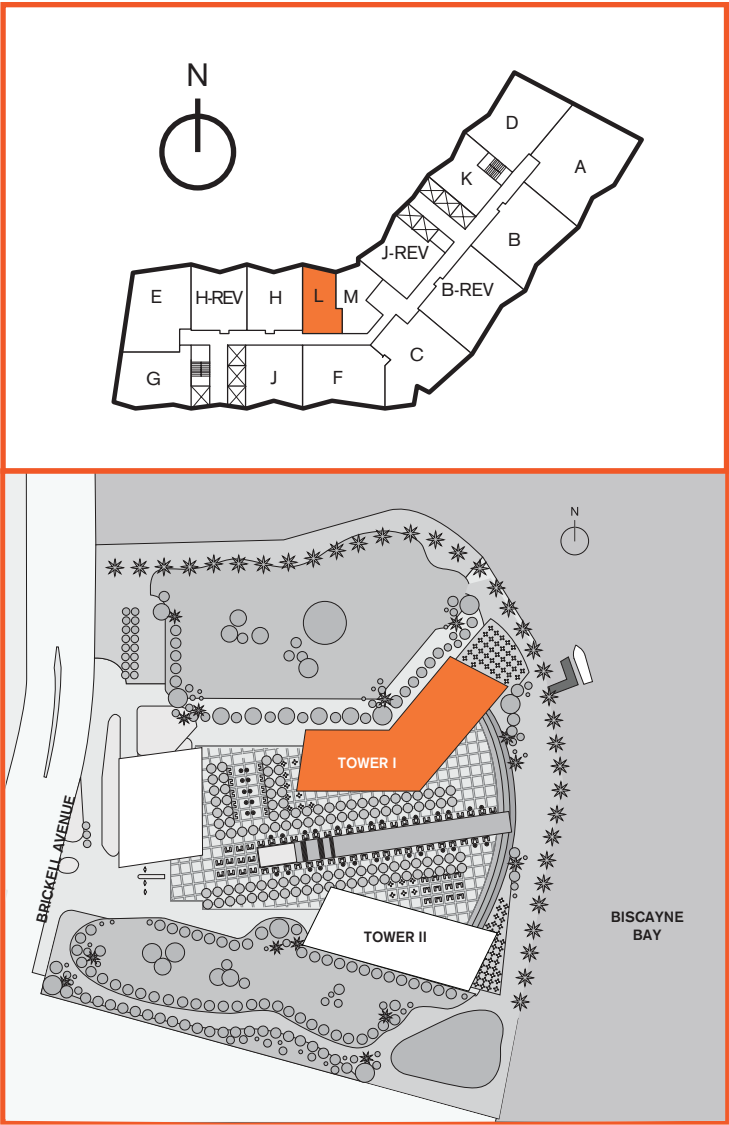 N
D
A
K
B
J-REV
B-REV
E
H-REV
H
L
M
C
G
J
F
N
TOWER I
BRICKELL AVENUE
TOWER II
BISCAYNE
BAY